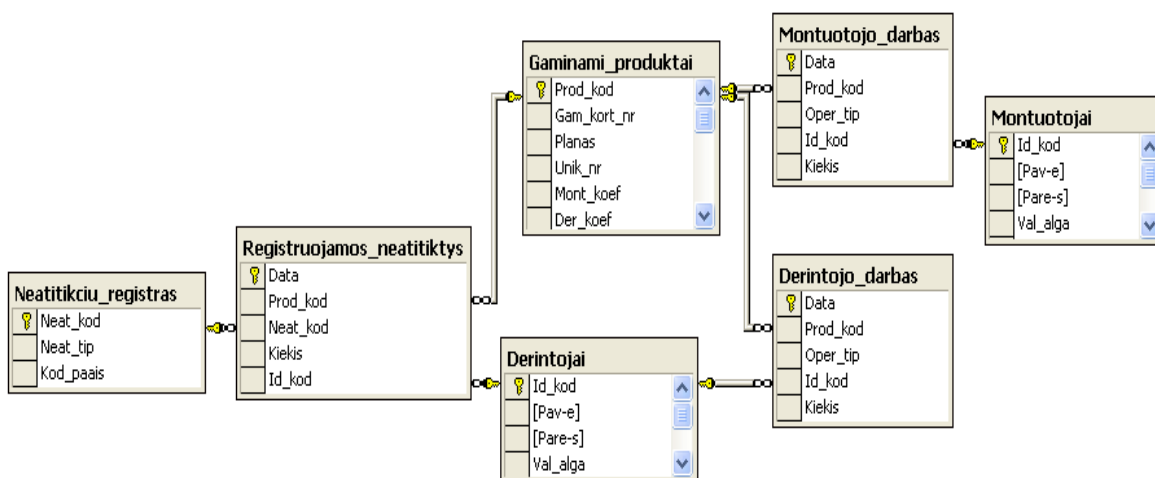 Neatitikciu_registras
Neat_kod
Neat_tip
Kod_paais
Registruojamos_neatitiktys
Data
Prod_kod
Neat_kod
Kiekis
Id_kod
Gaminami_produktai
Prod_kod
Gam_kort_nr
Planas
Unik_nr
Mont_koef
Der_koef
Derintojai
Id_kod
[Pav-e]
[Pare-s]
Val_alga
Montuotojo_darbas
Data
Prod_kod
Oper_tip
Id_kod
Kiekis
Derintojo_darbas
Data
Prod_kod
Oper_tip
Id_kod
Kiekis
Montuotojai
Id_kod
[Pav-e]
[Pare-s]
Val_alga